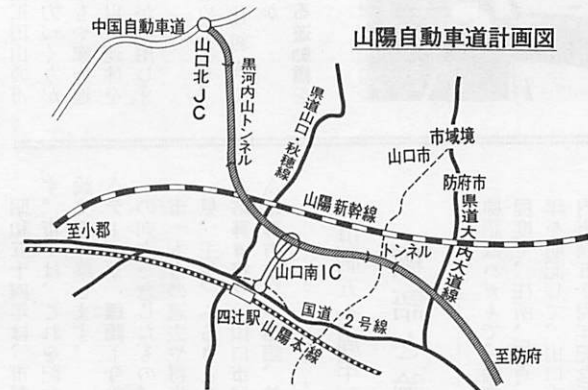 山陽自動車道計画図
中国自動車道
山口北JC
黒河内山トンネル
県道山口・秋穂線
市域境
山口市
防府市
県道大内大道線
山陽新幹線
至小郡
トンネル
山口南IC
国道2号線
四辻駅
山陽本線
至防府